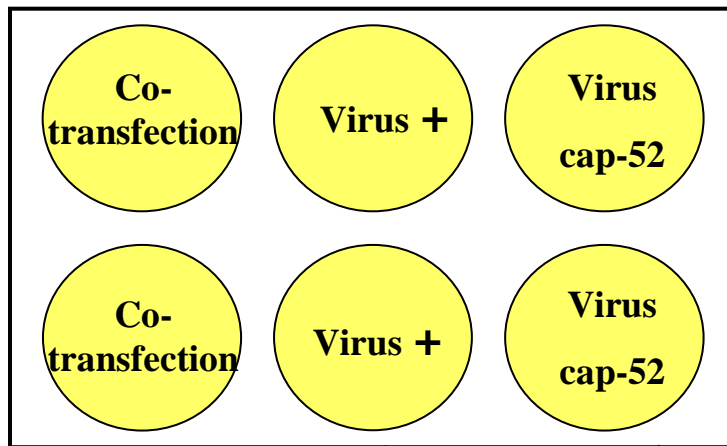 Co-
transfection
Virus +
Virus
cap-52
Co-
transfection
Virus +
Virus
cap-52